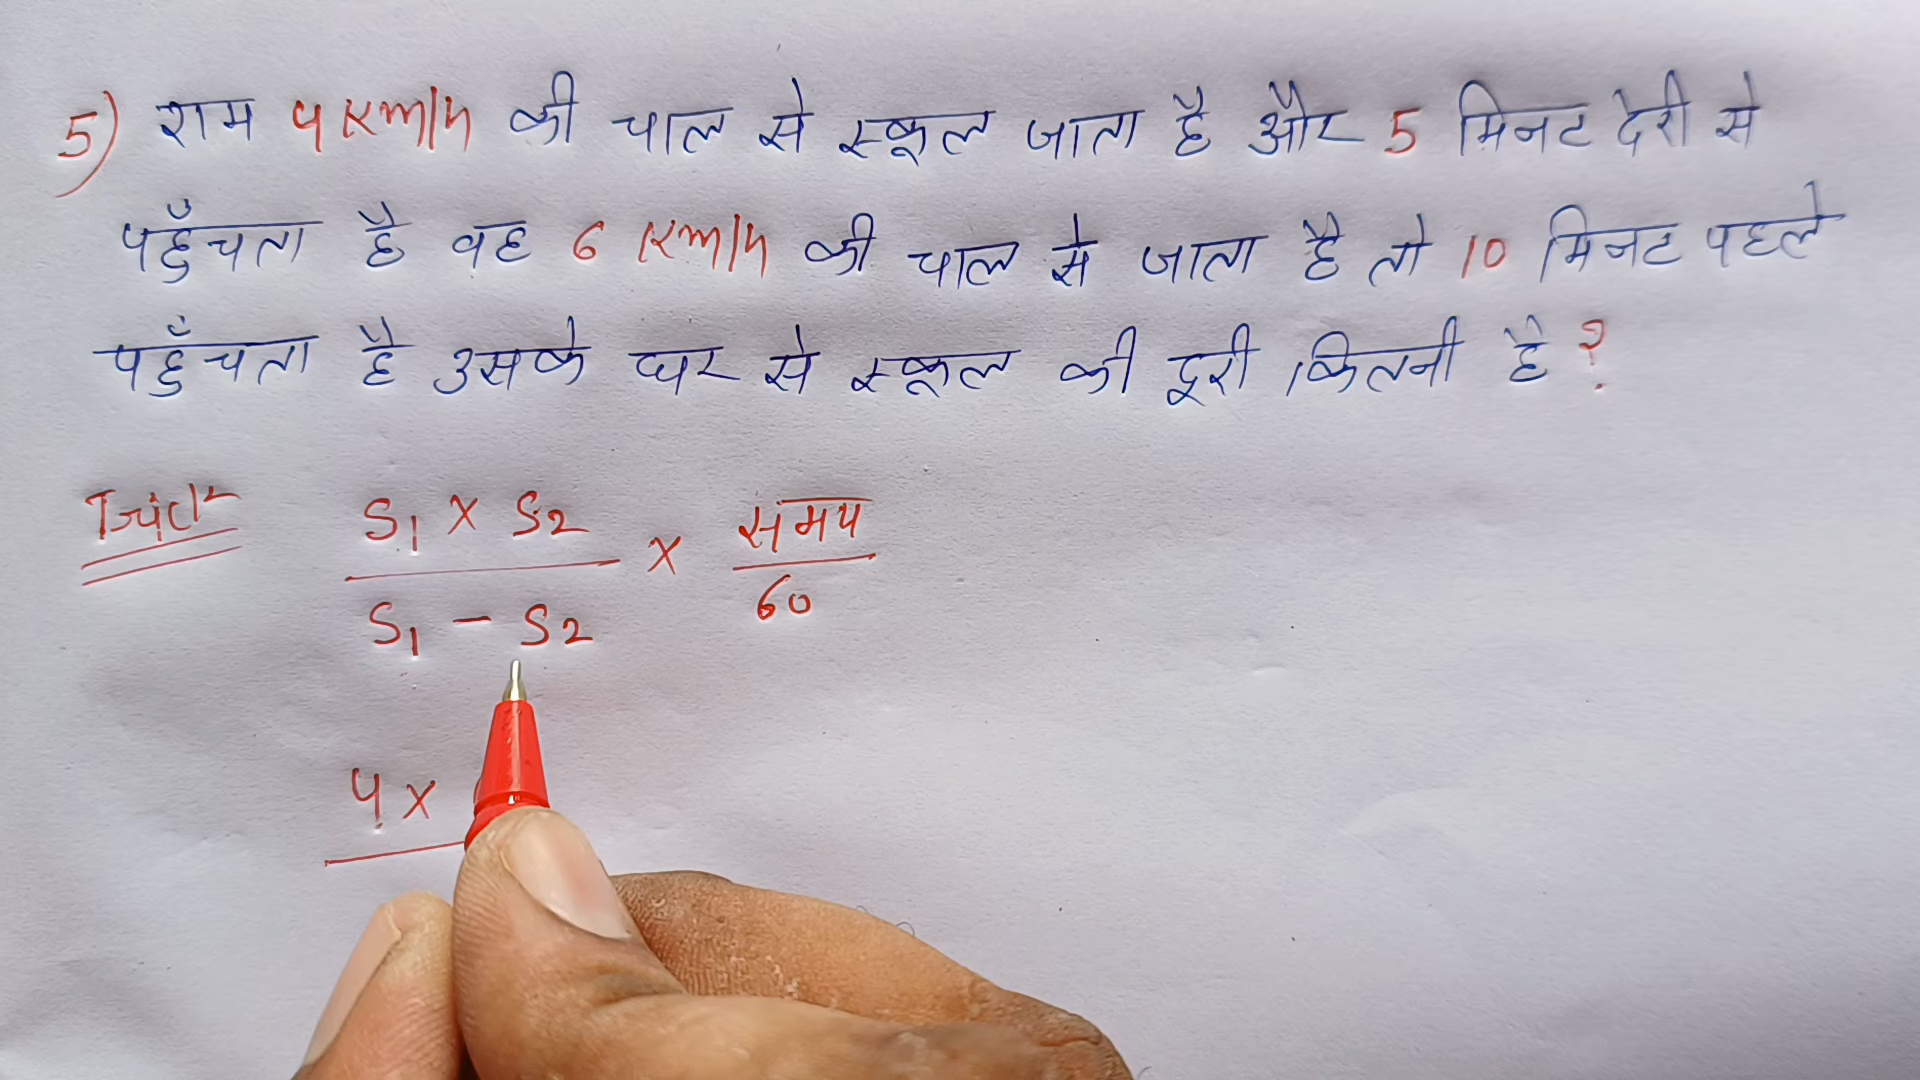 5) राम 4 Km/h की चाल से स्कूल जाता है और 5 मिनट देरी से
पहुँचता है वह 6 Km/h की चाल से जाता है तो 10 मिनट पहले
पहुँचता है उसके घर से स्कूल की दूरी कितनी है ?
Trick
S1 × S2 × समय
S1 - S2 60
4 ×